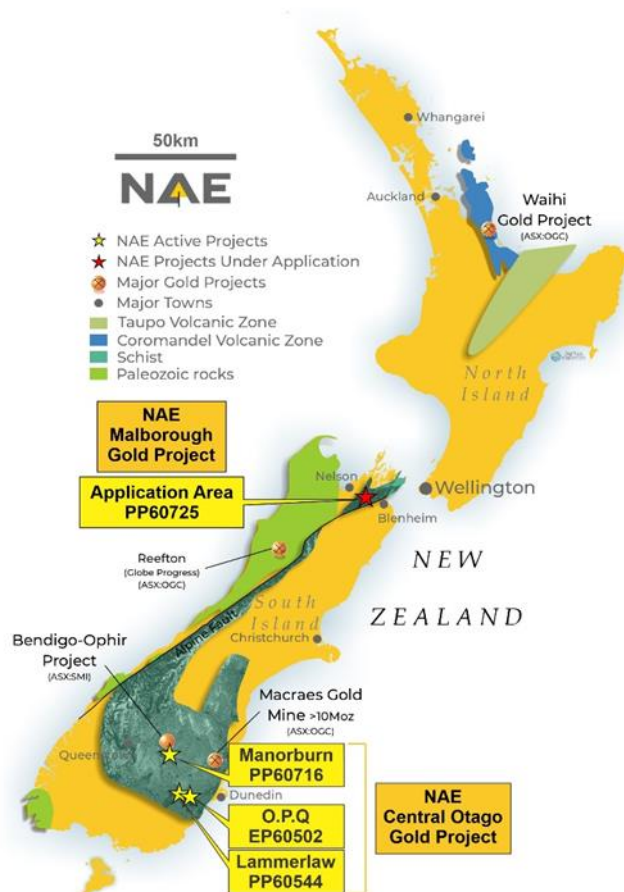 50km
NAE
NAE Active Projects
NAE Projects Under Application
Major Gold Projects
Major Towns
Taupo Volcanic Zone
Coromandel Volcanic Zone
Schist
Paleozoic rocks
Whangarei
Auckland
Waihi
Gold Project
(ASX:OGC)
North
Island
NAE
Malborough
Gold Project
Application Area
PP60725
Nelson
Wellington
Blenheim
Reefton
(Globe Progress)
(ASX:OGC)
NEW
ZEALAND
South
Island
Alpine Fault
Christchurch
Bendigo-Ophir
Project
(ASX:SMI)
Macraes Gold
Mine >10Moz
(ASX:OGC)
Manorburn
PP60716
Dunedin
O.P.Q
EP60502
Lammerlaw
PP60544
NAE
Central Otago
Gold Project